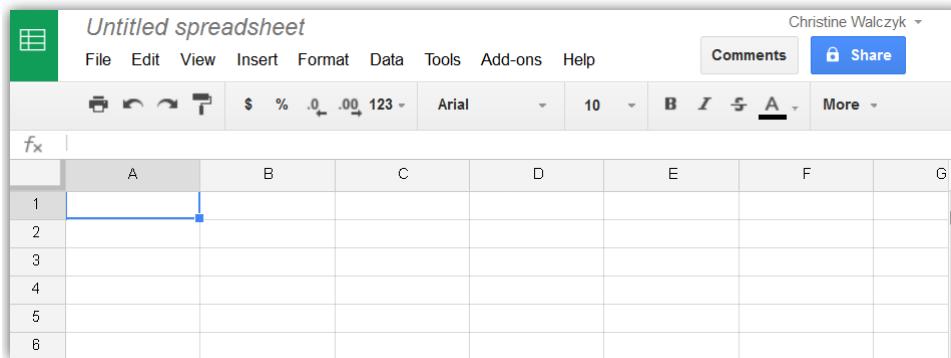 Untitled spreadsheet
Christine Walczyk
File Edit View Insert Format Data Tools Add-ons Help
Comments
Share
$ % .0 .00 123 Arial 10 B I S A More
fx
A B C D E F G
1
2
3
4
5
6